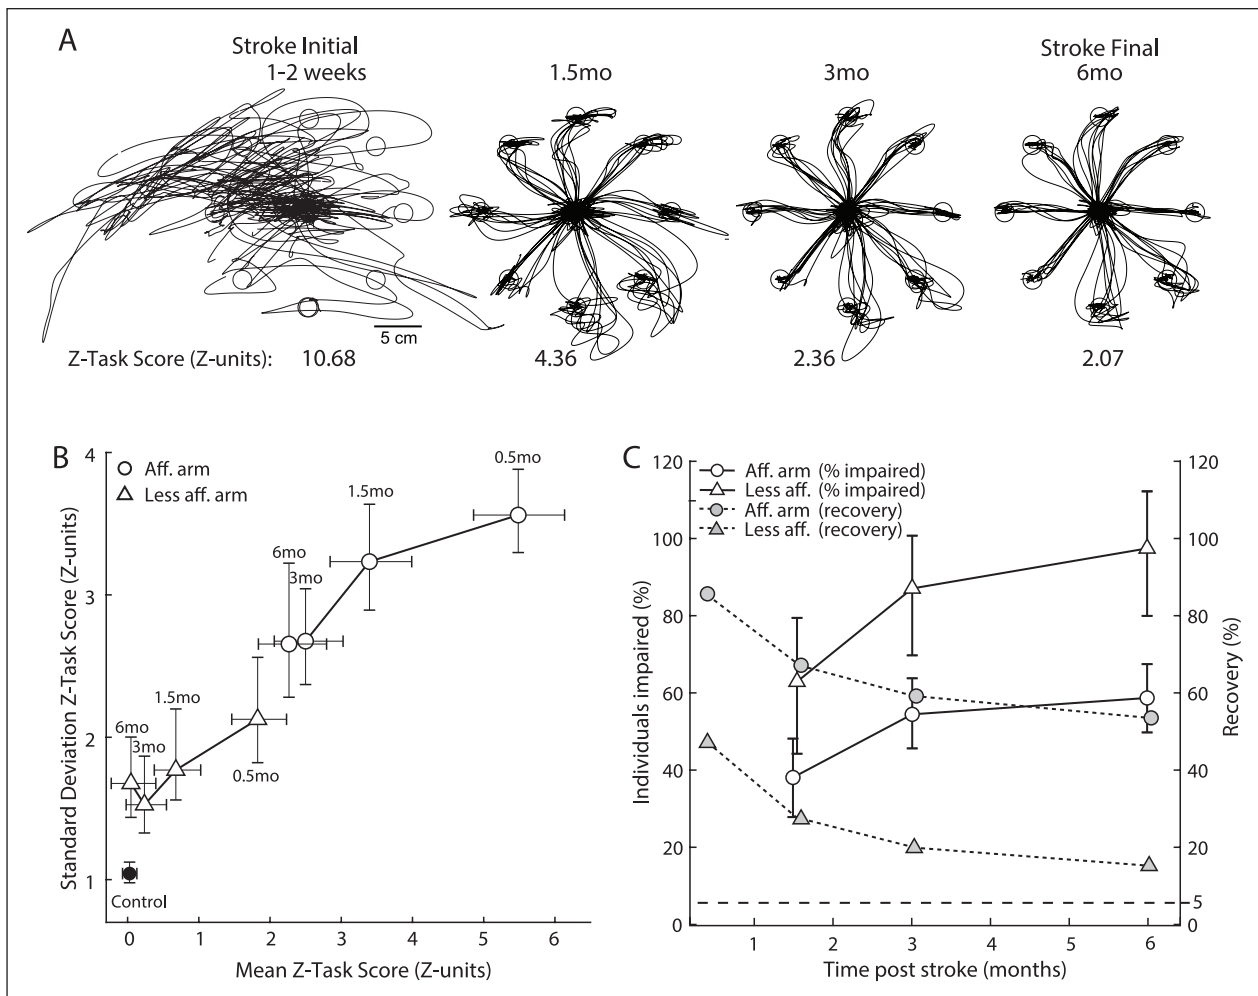 A
Stroke Initial
1-2 weeks
1.5mo
3mo
Stroke Final
6mo
5 cm
Z-Task Score (Z-units):
10.68
4.36
2.36
2.07
B
Aff. arm
Less aff. arm
4
3
2
1
Standard Deviation Z-Task Score (Z-units)
0.5mo
1.5mo
6mo
3mo
0.5mo
1.5mo
6mo
3mo
Control
0 1 2 3 4 5 6
Mean Z-Task Score (Z-units)
C
Aff. arm (% impaired)
Less aff. (% impaired)
Aff. arm (recovery)
Less aff. (recovery)
120
100
80
60
40
20
0
Individuals impaired (%)
120
100
80
60
40
20
5
0
Recovery (%)
1 2 3 4 5 6
Time post stroke (months)